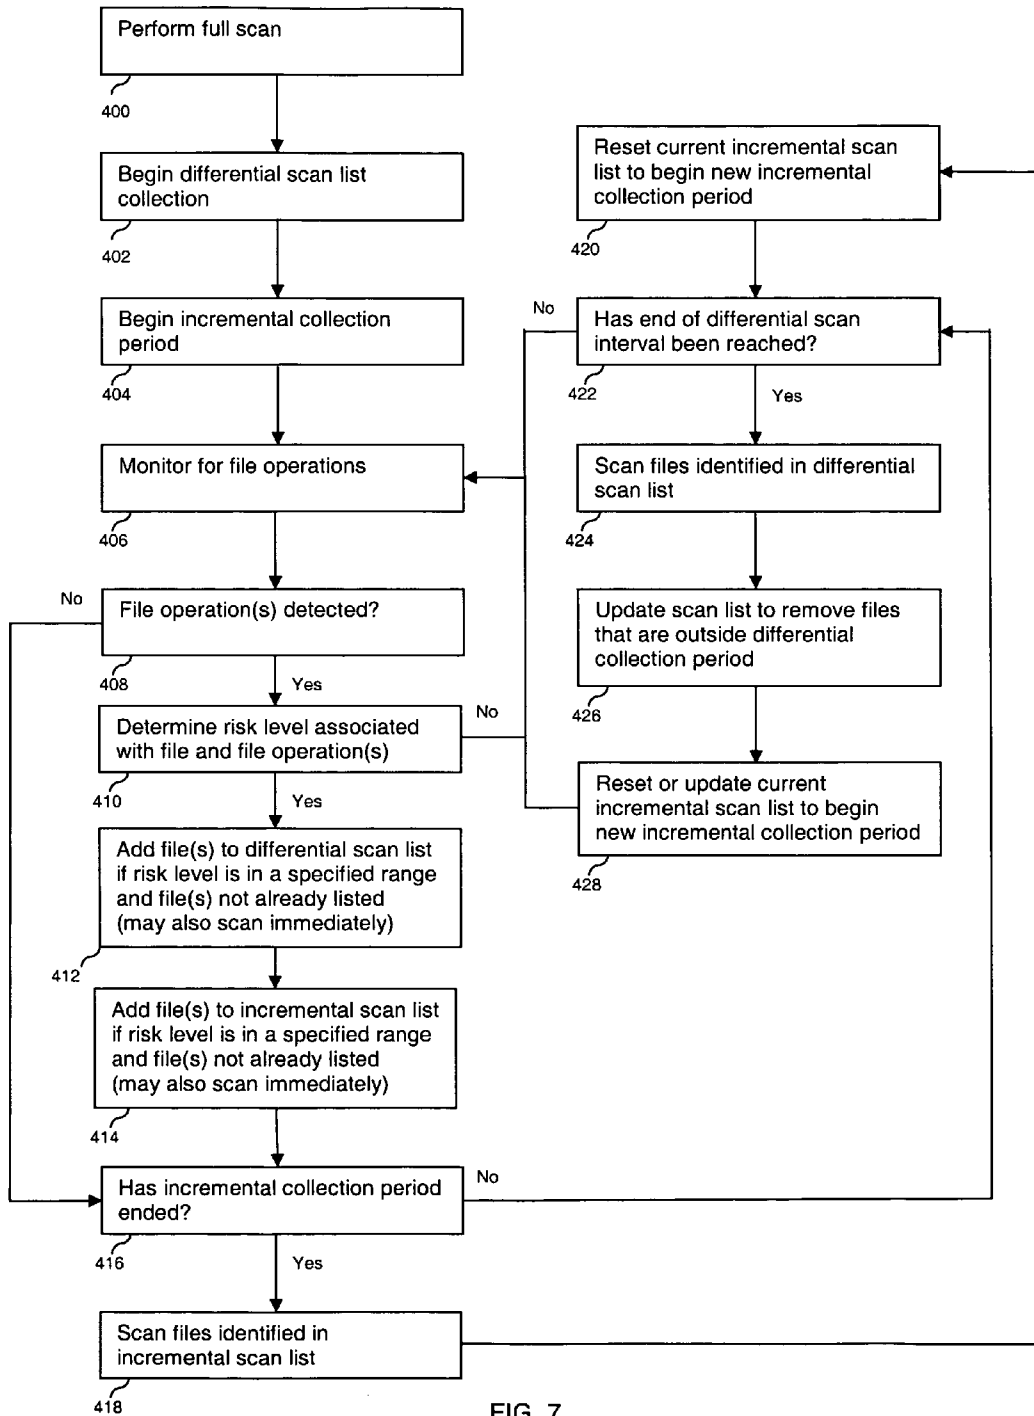 Perform full scan
400
Begin differential scan list
collection
402
Begin incremental collection
period
404
Monitor for file operations
406
No
File operation(s) detected?
408
Yes
Determine risk level associated
with file and file operation(s)
No
410
Yes
Add file(s) to differential scan list
if risk level is in a specified range
and file(s) not already listed
(may also scan immediately)
412
Add file(s) to incremental scan list
if risk level is in a specified range
and file(s) not already listed
(may also scan immediately)
414
Has incremental collection period
ended?
No
416
Yes
Scan files identified in
incremental scan list
418
Reset current incremental scan
list to begin new incremental
collection period
420
No
Has end of differential scan
interval been reached?
422
Yes
Scan files identified in differential
scan list
424
Update scan list to remove files
that are outside differential
collection period
426
Reset or update current
incremental scan list to begin
new incremental collection period
428
FIG. 7